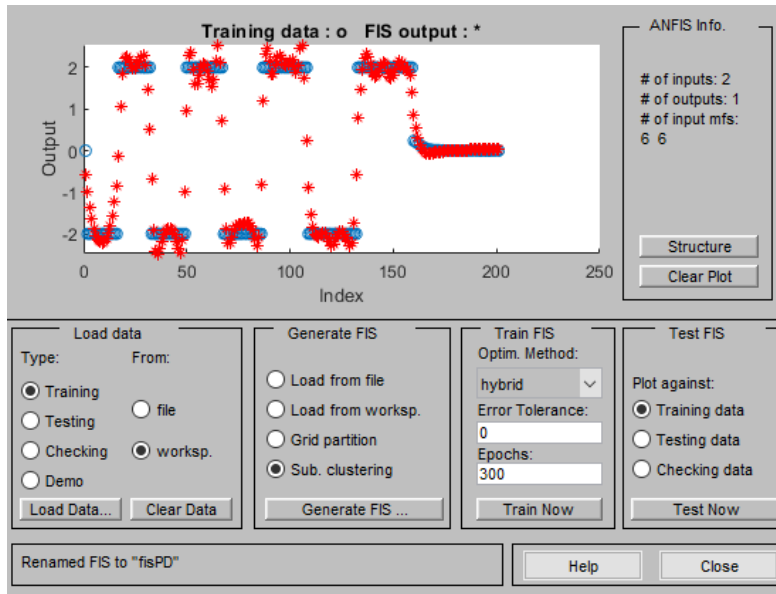 Training data : o   FIS output : *
ANFIS Info.
# of inputs: 2
# of outputs: 1
# of input mfs:
6  6
Structure
Clear Plot
Output
2
1
0
-1
-2
0
50
100
150
200
250
Index
Load data
Type:
From:
Training
Testing
Checking
Demo
file
worksp.
Load Data...
Clear Data
Generate FIS
Load from file
Load from worksp.
Grid partition
Sub. clustering
Generate FIS ...
Train FIS
Optim. Method:
hybrid
Error Tolerance:
0
Epochs:
300
Train Now
Test FIS
Plot against:
Training data
Testing data
Checking data
Test Now
Renamed FIS to "fisPD"
Help
Close